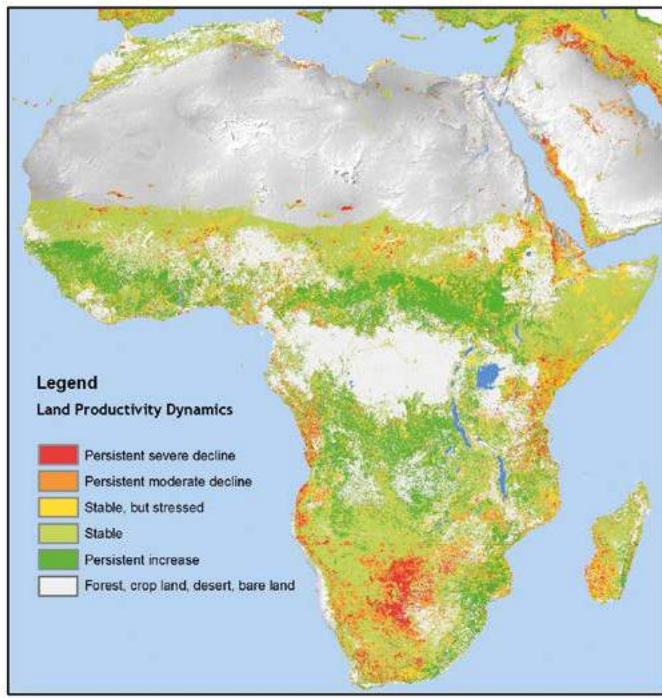 Legend
Land Productivity Dynamics
Persistent severe decline
Persistent moderate decline
Stable, but stressed
Stable
Persistent increase
Forest, crop land, desert, bare land